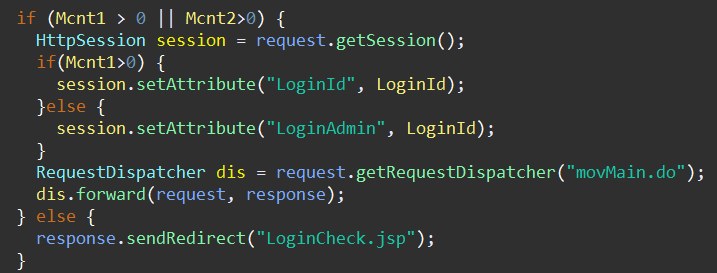 if (Mcnt1 > 0 || Mcnt2>0) {
HttpSession session = request.getSession();
if(Mcnt1>0) {
session.setAttribute("LoginId", LoginId);
}else {
session.setAttribute("LoginAdmin", LoginId);
}
RequestDispatcher dis = request.getRequestDispatcher("movMain.do");
dis.forward(request, response);
} else {
response.sendRedirect("LoginCheck.jsp");
}